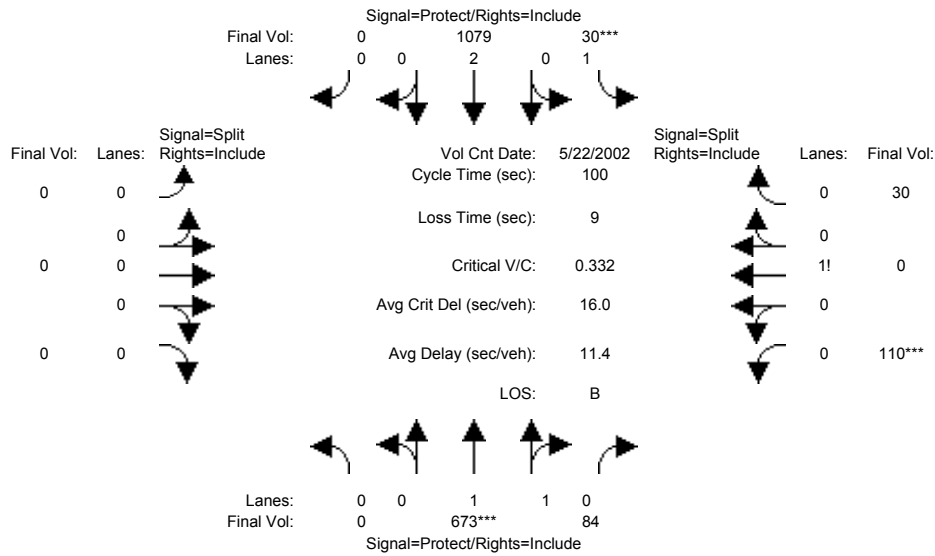 Signal=Protect/Rights=Include
Final Vol: 0 1079 30***
Lanes: 0 0 2 0 1
Signal=Split
Final Vol: Lanes: Rights=Include
Vol Cnt Date: 5/22/2002
Signal=Split
Rights=Include Lanes: Final Vol:
Cycle Time (sec): 100
0 0
0 30
Loss Time (sec): 9
0
0
0 0
Critical V/C: 0.332
1! 0
0
Avg Crit Del (sec/veh): 16.0
0
0 0
Avg Delay (sec/veh): 11.4
0 110***
LOS: B
Lanes: 0 0 1 1 0
Final Vol: 0 673*** 84
Signal=Protect/Rights=Include